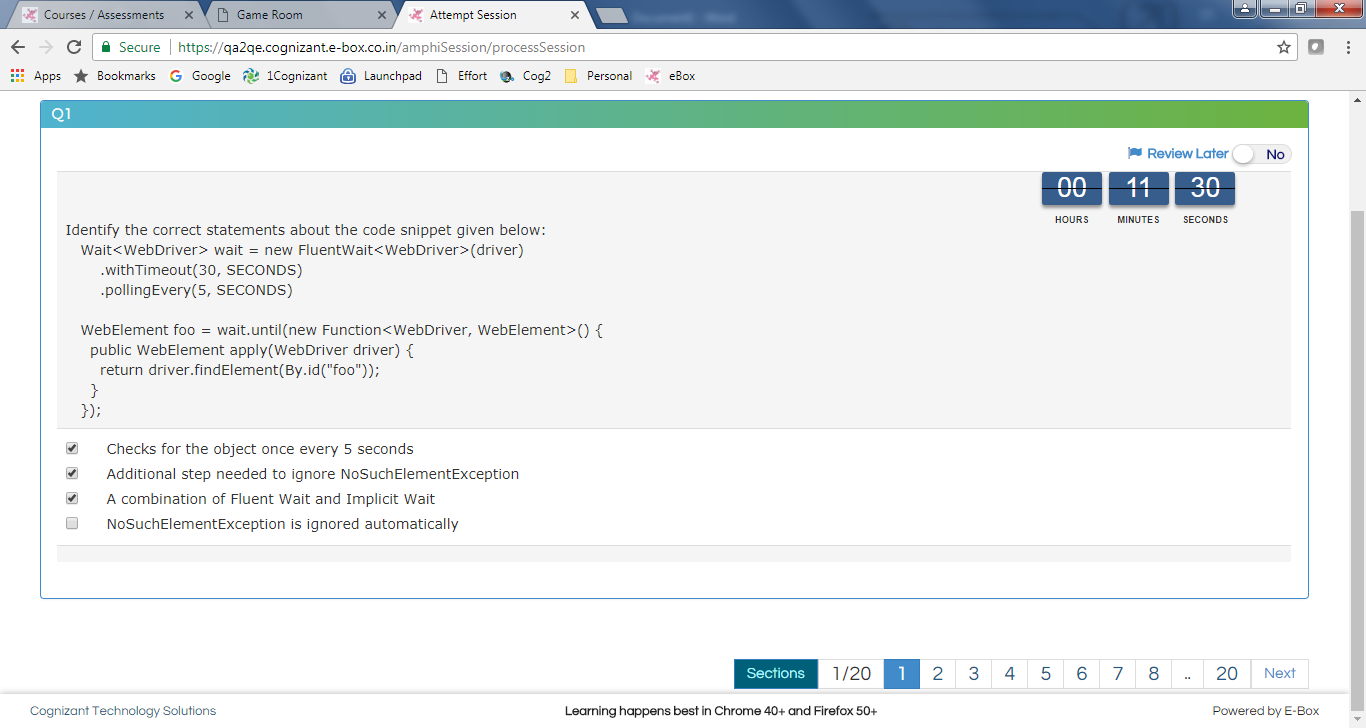 Courses / Assessments
Game Room
Attempt Session
Secure
https://qa2qe.cognizant.e-box.co.in/amphiSession/processSession
Apps
Bookmarks
Google
1Cognizant
Launchpad
Effort
Cog2
Personal
eBox
Q1
Review Later
No
00
11
30
HOURS
MINUTES
SECONDS
Identify the correct statements about the code snippet given below:
Wait<WebDriver> wait = new FluentWait<WebDriver>(driver)
.withTimeout(30, SECONDS)
.pollingEvery(5, SECONDS)
WebElement foo = wait.until(new Function<WebDriver, WebElement>() {
public WebElement apply(WebDriver driver) {
return driver.findElement(By.id("foo"));
}
});
Checks for the object once every 5 seconds
Additional step needed to ignore NoSuchElementException
A combination of Fluent Wait and Implicit Wait
NoSuchElementException is ignored automatically
Sections
1/20
1
2
3
4
5
6
7
8
..
20
Next
Cognizant Technology Solutions
Learning happens best in Chrome 40+ and Firefox 50+
Powered by E-Box